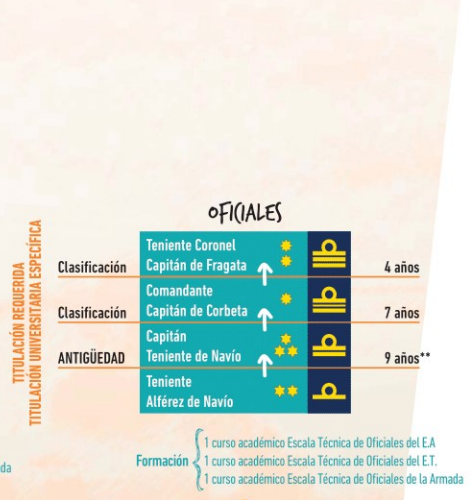 OFICIALES
TITULACIÓN REQUERIDA
TITULACIÓN UNIVERSITARIA ESPECÍFICA
Teniente Coronel
Clasificación Capitán de Fragata 4 años
Comandante
Clasificación Capitán de Corbeta 7 años
Capitán
ANTIGÜEDAD Teniente de Navío 9 años**
Teniente
Alférez de Navío
1 curso académico Escala Técnica de Oficiales del E.A
Formación 1 curso académico Escala Técnica de Oficiales del E.T.
1 curso académico Escala Técnica de Oficiales de la Armada